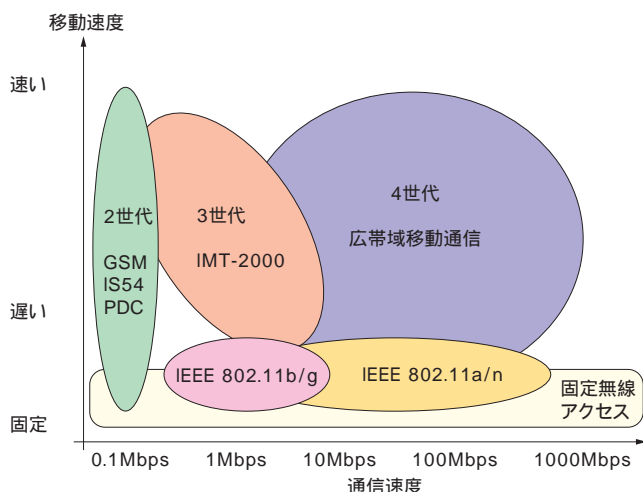 移動速度
速い
遅い
固定
2世代
GSM
IS54
PDC
3世代
IMT-2000
4世代
広帯域移動通信
IEEE 802.11b/g
IEEE 802.11a/n
固定無線
アクセス
0.1Mbps
1Mbps
10Mbps
100Mbps
1000Mbps
通信速度